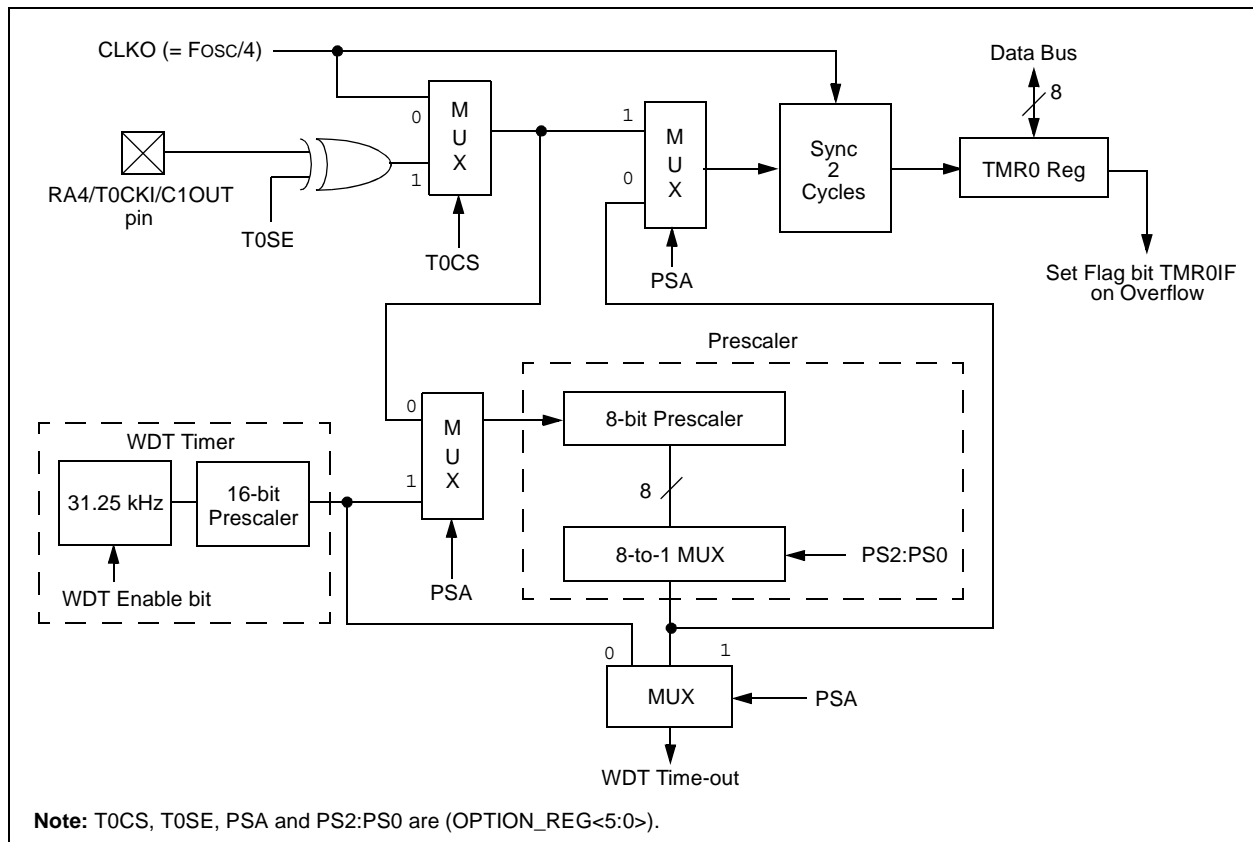 CLKO (= FOSC/4)
Data Bus
8
0
M
U
X
1
1
M
U
X
0
Sync
2
Cycles
TMR0 Reg
RA4/T0CKI/C1OUT
pin
T0SE
T0CS
PSA
Set Flag bit TMR0IF
on Overflow
Prescaler
0
M
U
X
1
8-bit Prescaler
WDT Timer
31.25 kHz
16-bit
Prescaler
8
8-to-1 MUX
PS2:PS0
WDT Enable bit
PSA
0
1
MUX
PSA
WDT Time-out
Note: T0CS, T0SE, PSA and PS2:PS0 are (OPTION_REG<5:0>).